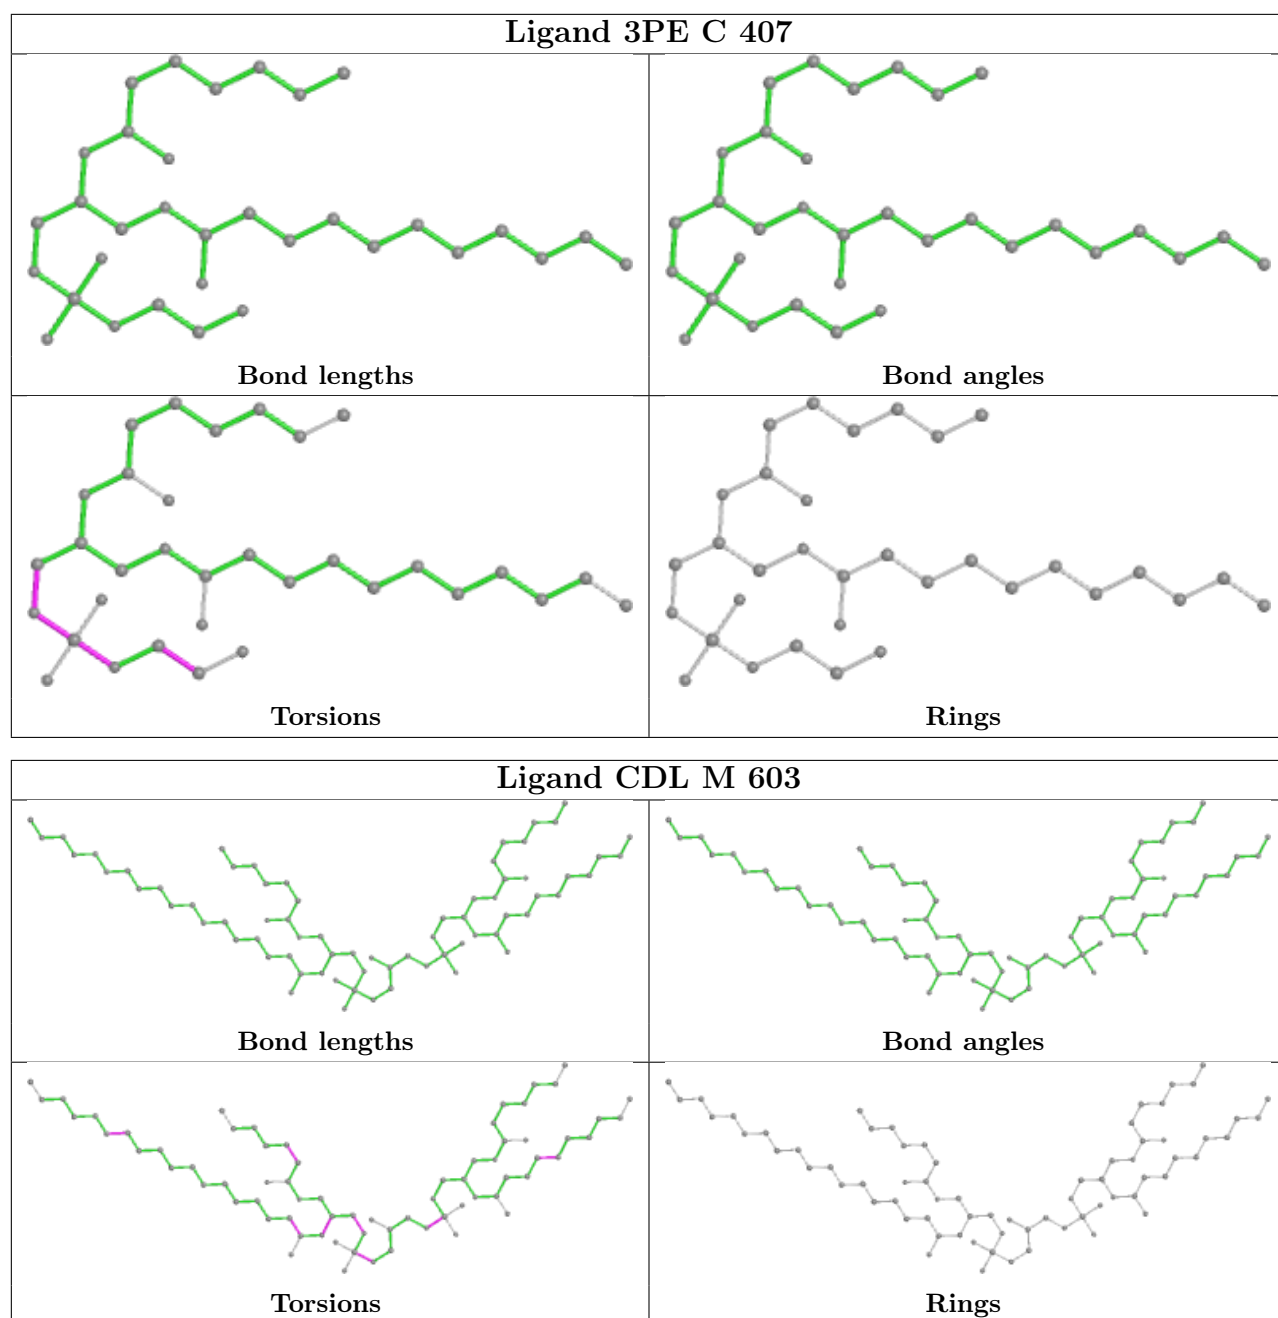 Ligand 3PE C 407
Bond lengths
Bond angles
Torsions
Rings
Ligand CDL M 603
Bond lengths
Bond angles
Torsions
Rings